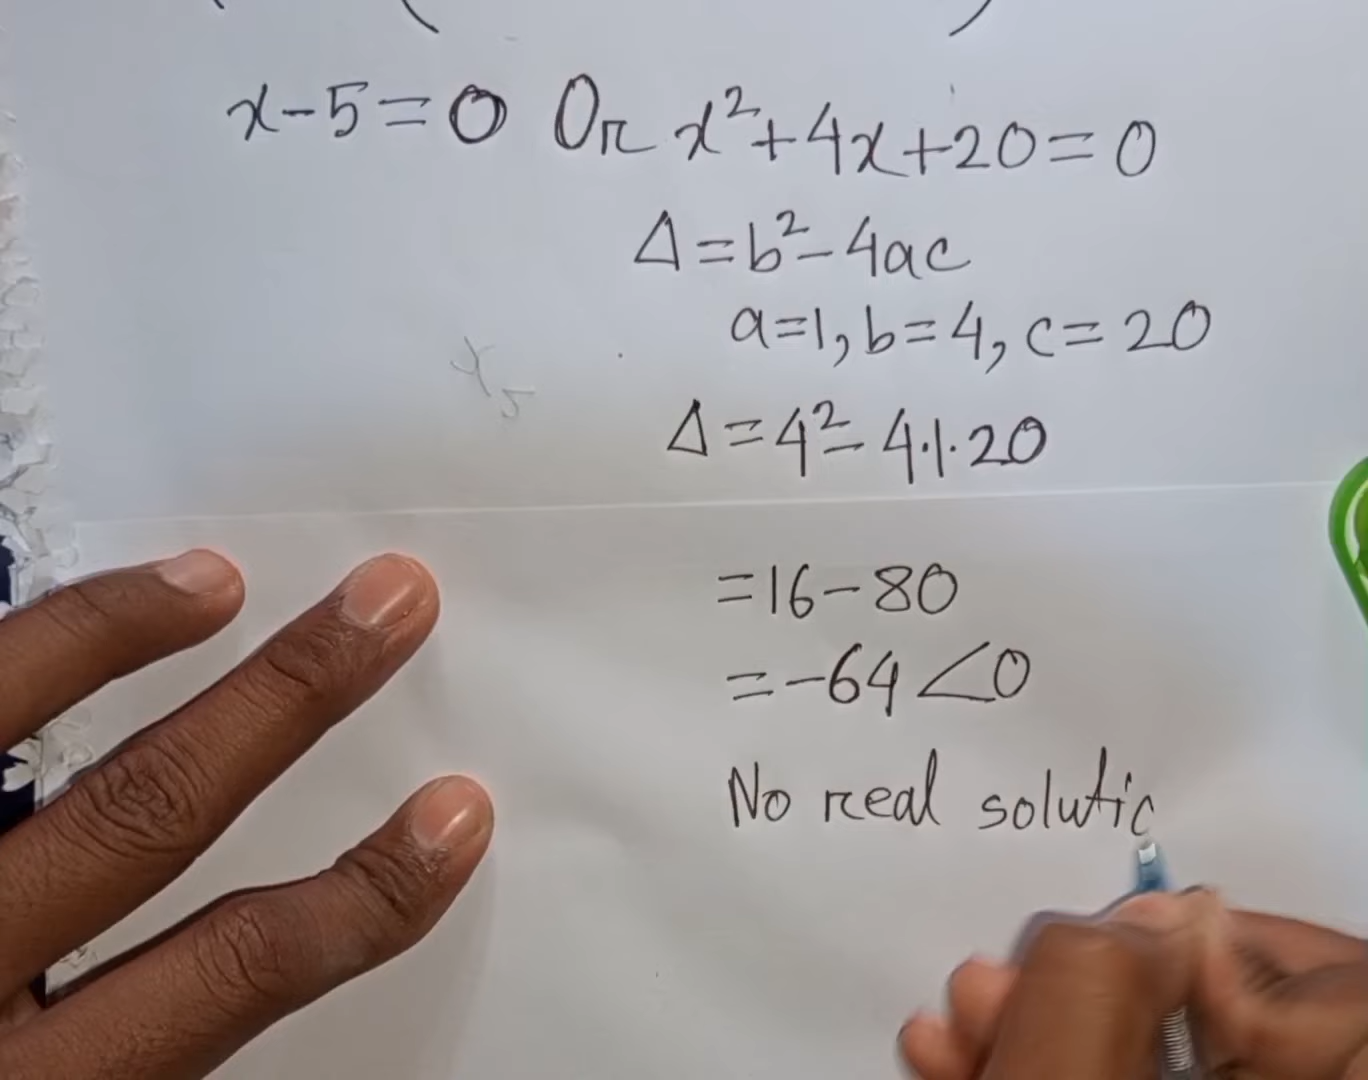 x-5=0 Or x²+4x+20=0
Δ=b²-4ac
a=1, b=4, c=20
Δ=4²-4·1·20
=16-80
=-64<0
No real solutio